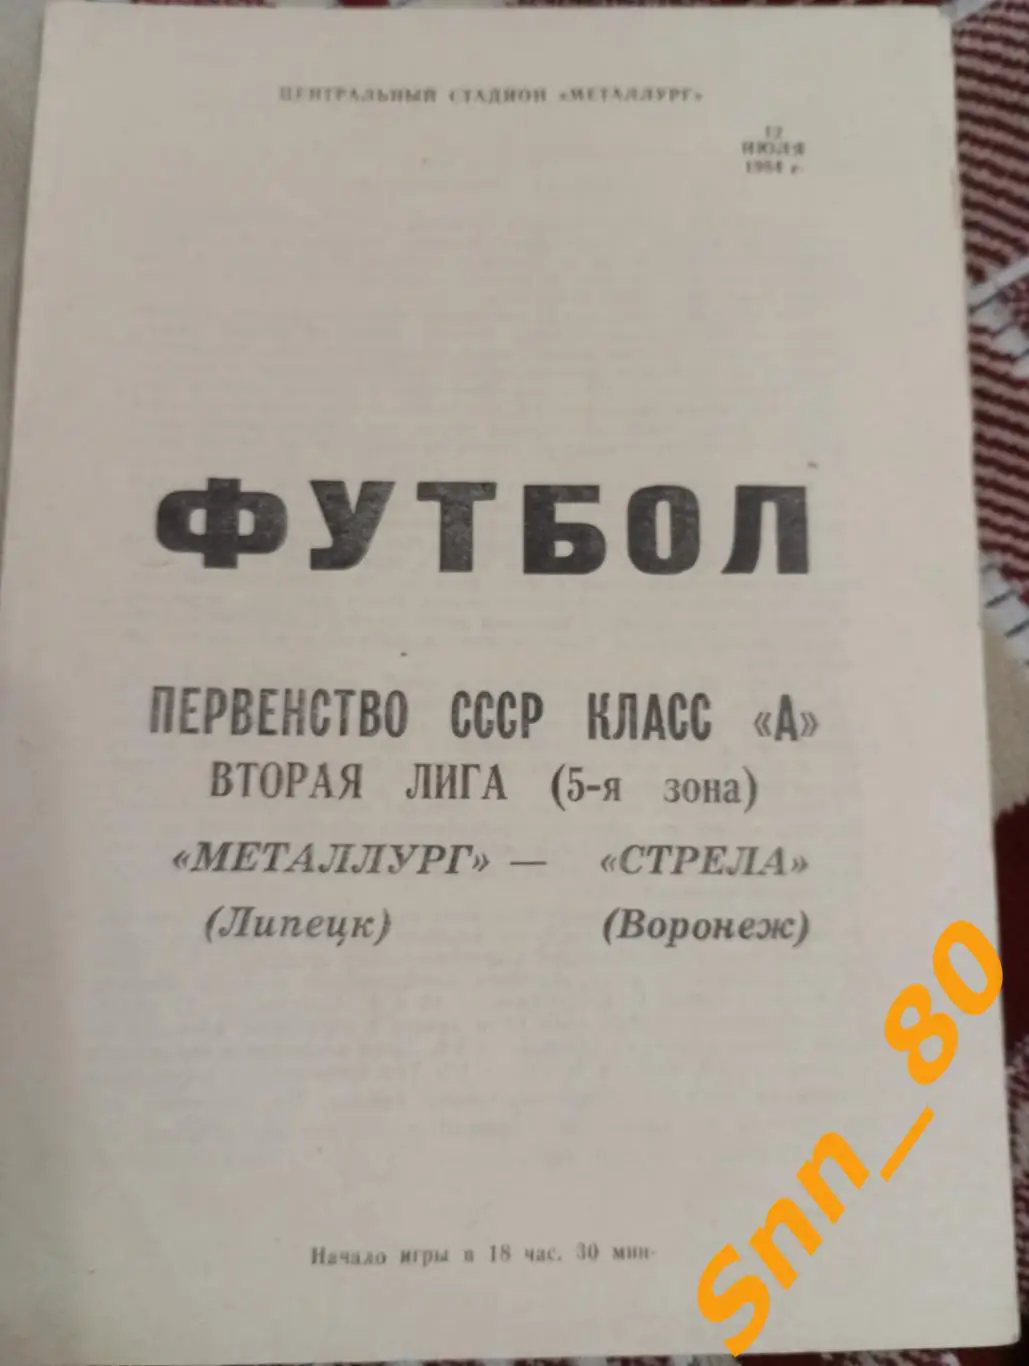 ЦЕНТРАЛЬНЫЙ СТАДИОН «МЕТАЛЛУРГ»
12
ИЮЛЯ
1984 г.
ФУТБОЛ
ПЕРВЕНСТВО СССР КЛАСС «А»
ВТОРАЯ ЛИГА (5-я зона)
«МЕТАЛЛУРГ» — «СТРЕЛА»
(Липецк) (Воронеж)
Начало игры в 18 час. 30 мин.
Snn_80